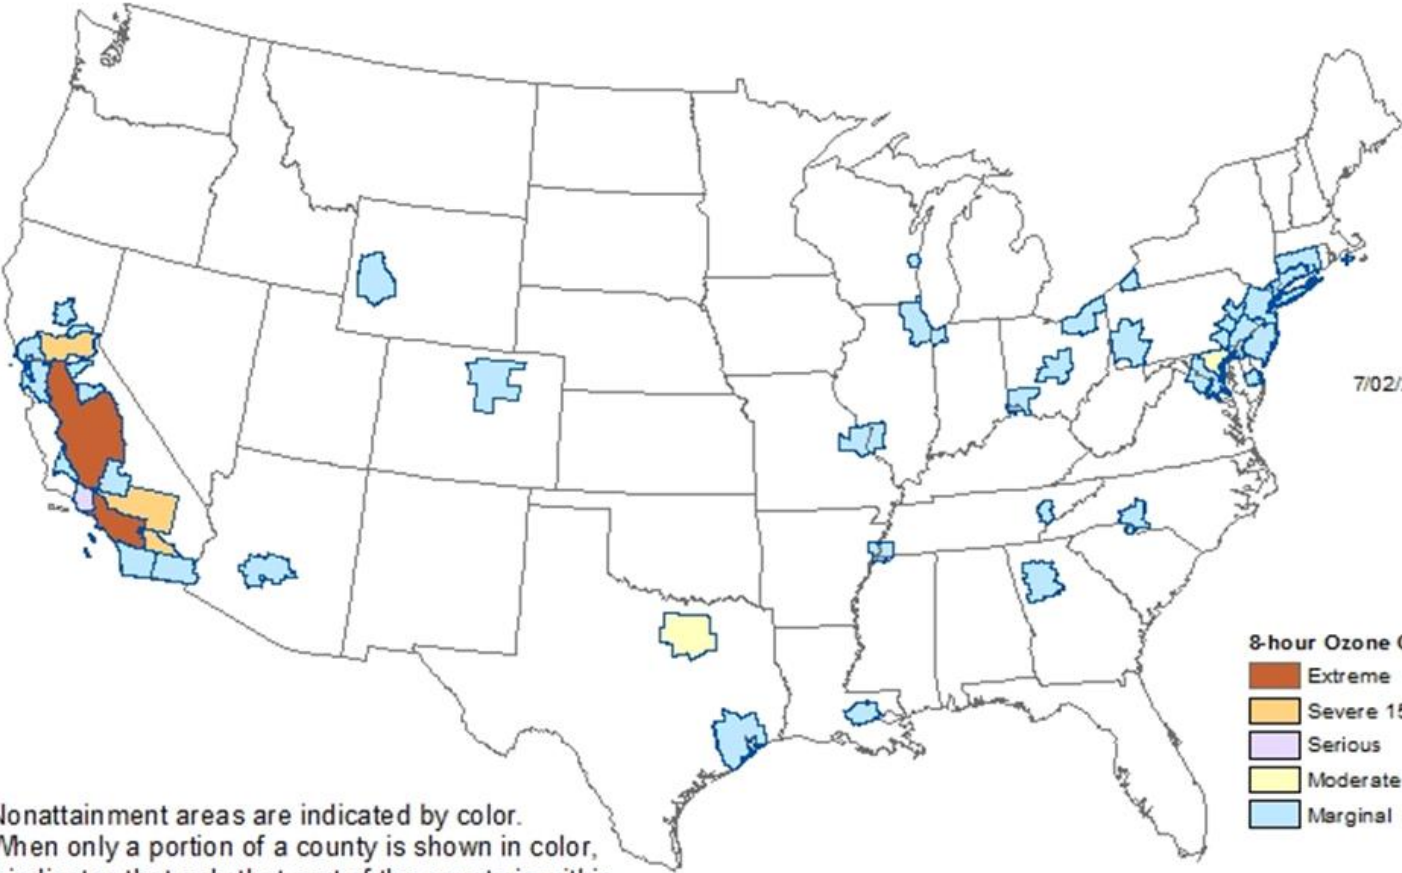 7/02/
8-hour Ozone
Extreme
Severe 15
Serious
Moderate
Marginal
Nonattainment areas are indicated by color.
When only a portion of a county is shown in color,